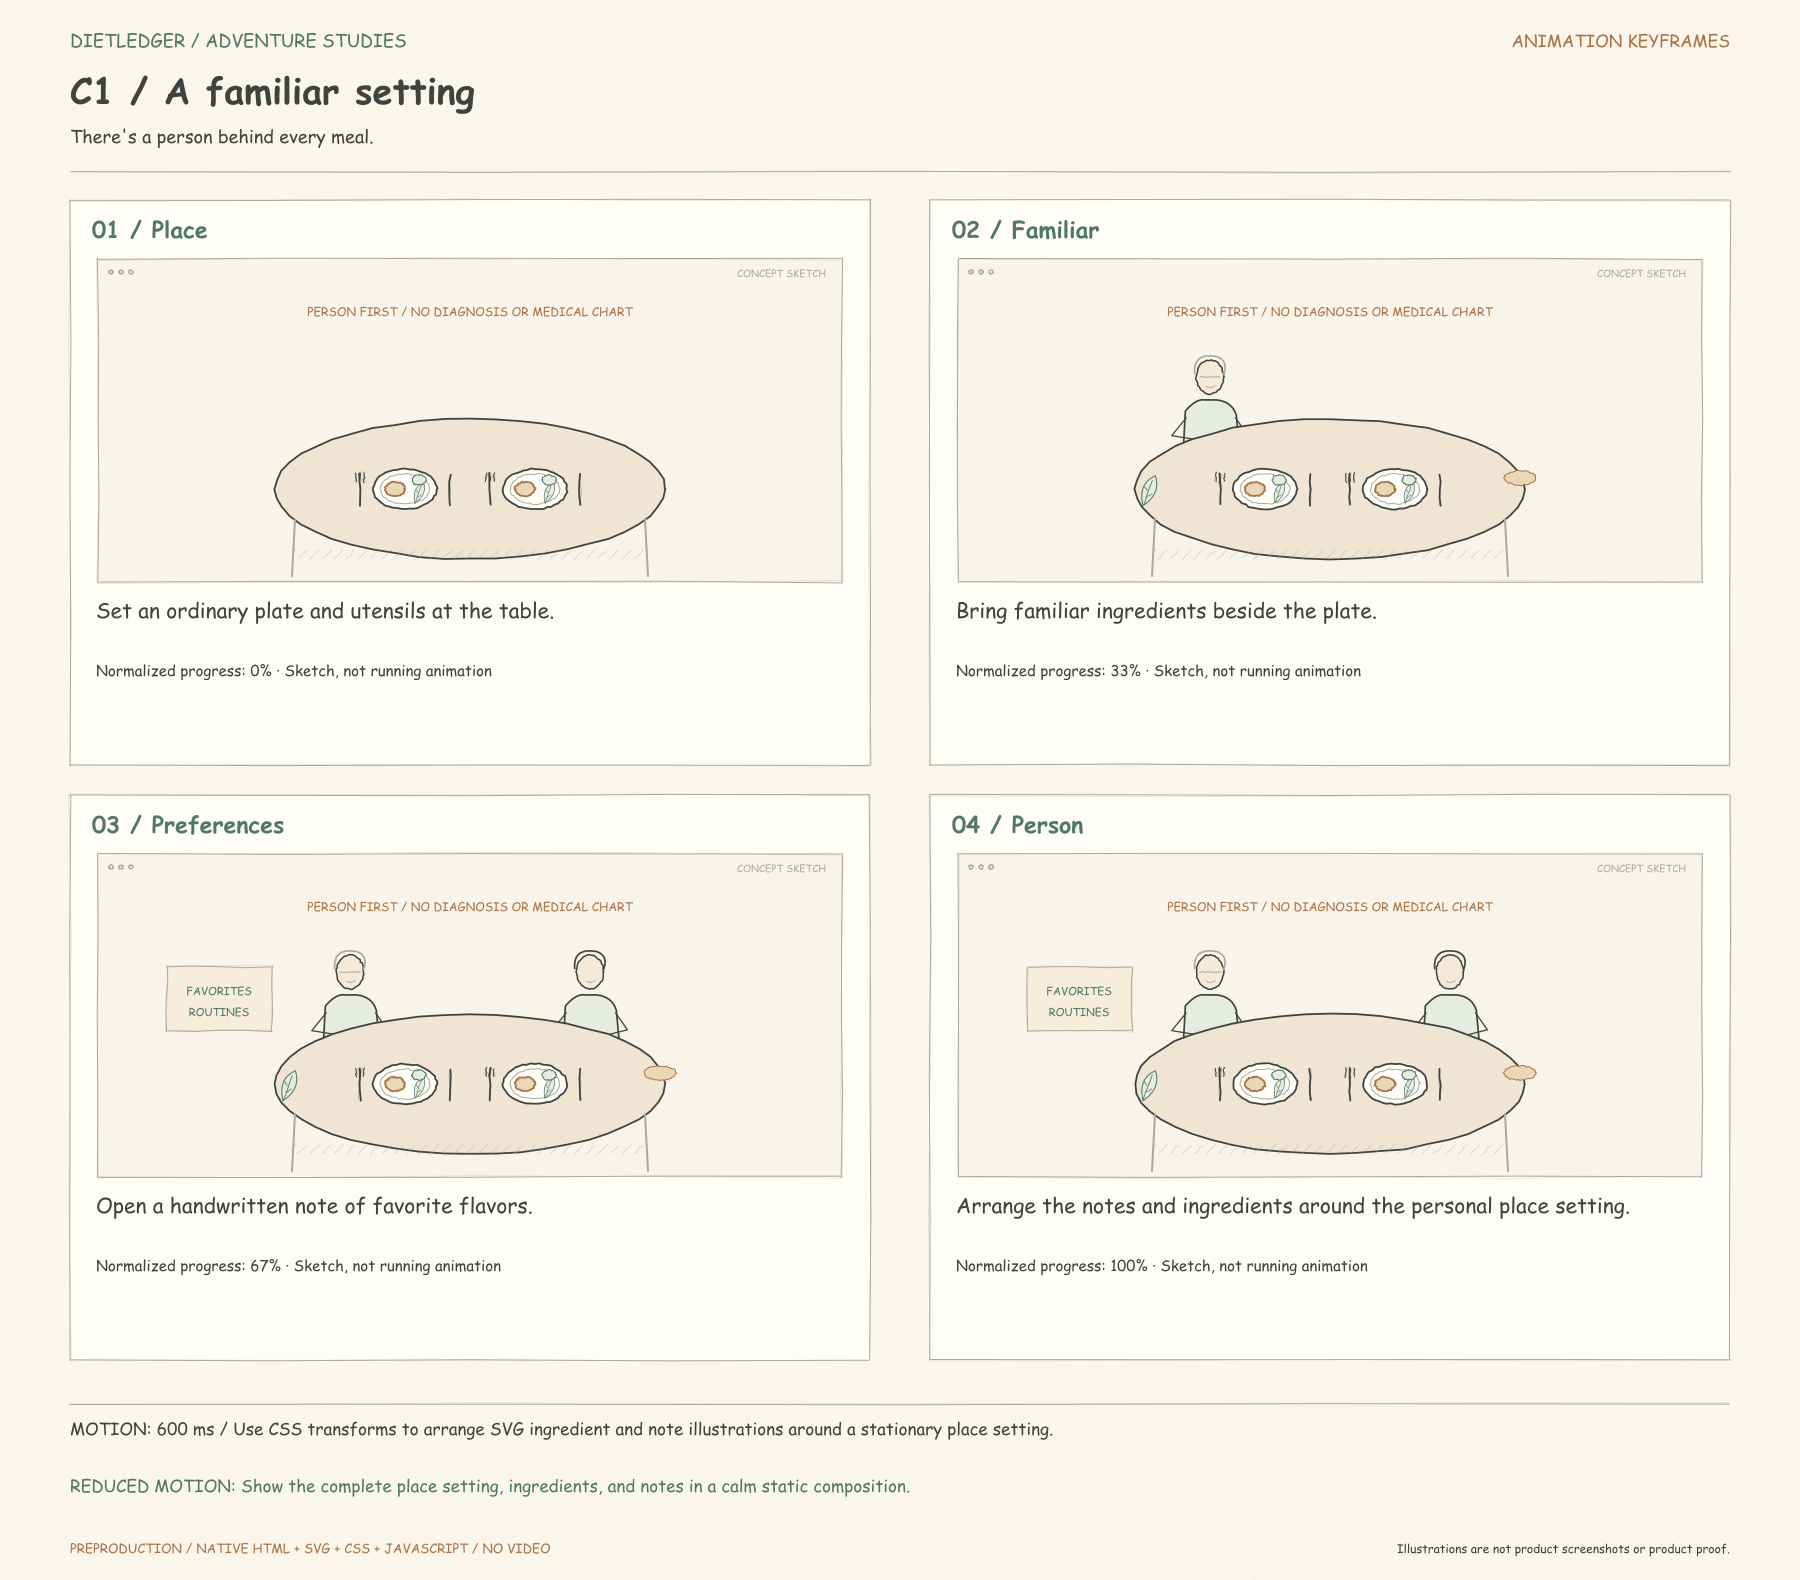 DIETLEDGER / ADVENTURE STUDIES
ANIMATION KEYFRAMES
C1 / A familiar setting
There's a person behind every meal.
01 / Place
CONCEPT SKETCH
PERSON FIRST / NO DIAGNOSIS OR MEDICAL CHART
Set an ordinary plate and utensils at the table.
Normalized progress: 0% · Sketch, not running animation
02 / Familiar
CONCEPT SKETCH
PERSON FIRST / NO DIAGNOSIS OR MEDICAL CHART
Bring familiar ingredients beside the plate.
Normalized progress: 33% · Sketch, not running animation
03 / Preferences
CONCEPT SKETCH
PERSON FIRST / NO DIAGNOSIS OR MEDICAL CHART
FAVORITES
ROUTINES
Open a handwritten note of favorite flavors.
Normalized progress: 67% · Sketch, not running animation
04 / Person
CONCEPT SKETCH
PERSON FIRST / NO DIAGNOSIS OR MEDICAL CHART
FAVORITES
ROUTINES
Arrange the notes and ingredients around the personal place setting.
Normalized progress: 100% · Sketch, not running animation
MOTION: 600 ms / Use CSS transforms to arrange SVG ingredient and note illustrations around a stationary place setting.
REDUCED MOTION: Show the complete place setting, ingredients, and notes in a calm static composition.
PREPRODUCTION / NATIVE HTML + SVG + CSS + JAVASCRIPT / NO VIDEO
Illustrations are not product screenshots or product proof.